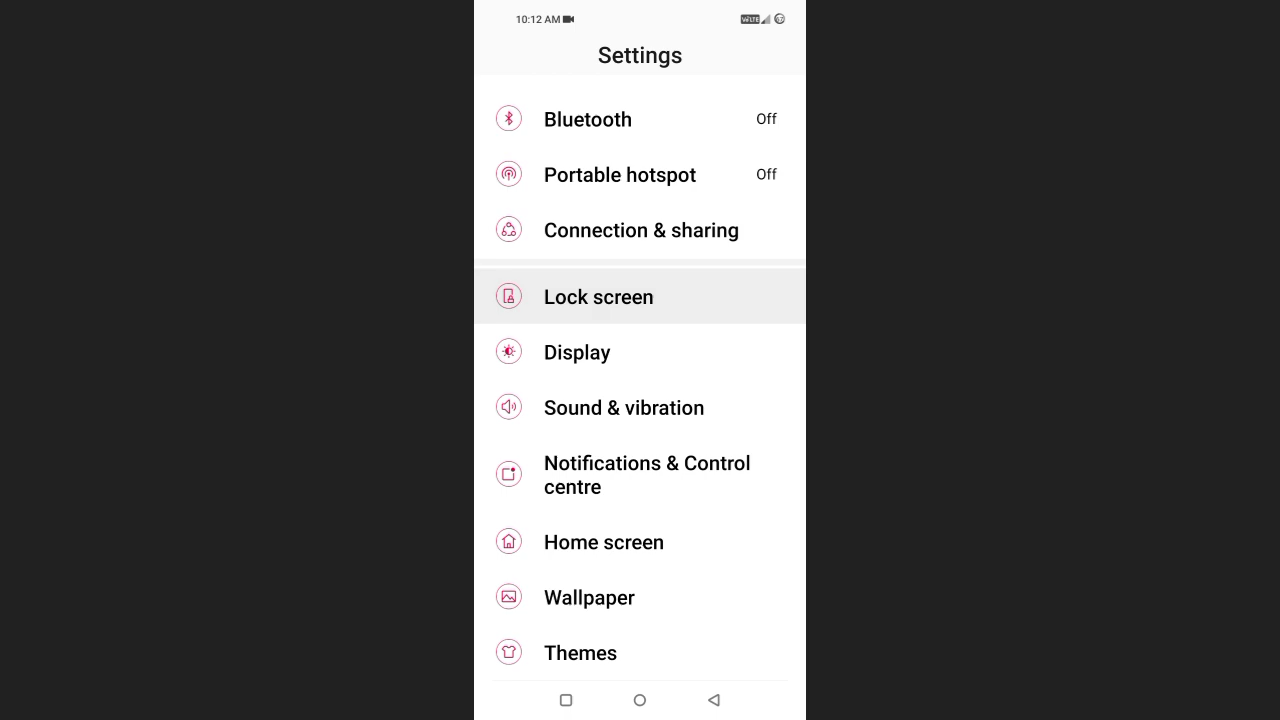 10:12 AM
VoLTE
Settings
Bluetooth
Off
Portable hotspot
Off
Connection & sharing
Lock screen
Display
Sound & vibration
Notifications & Control
centre
Home screen
Wallpaper
Themes